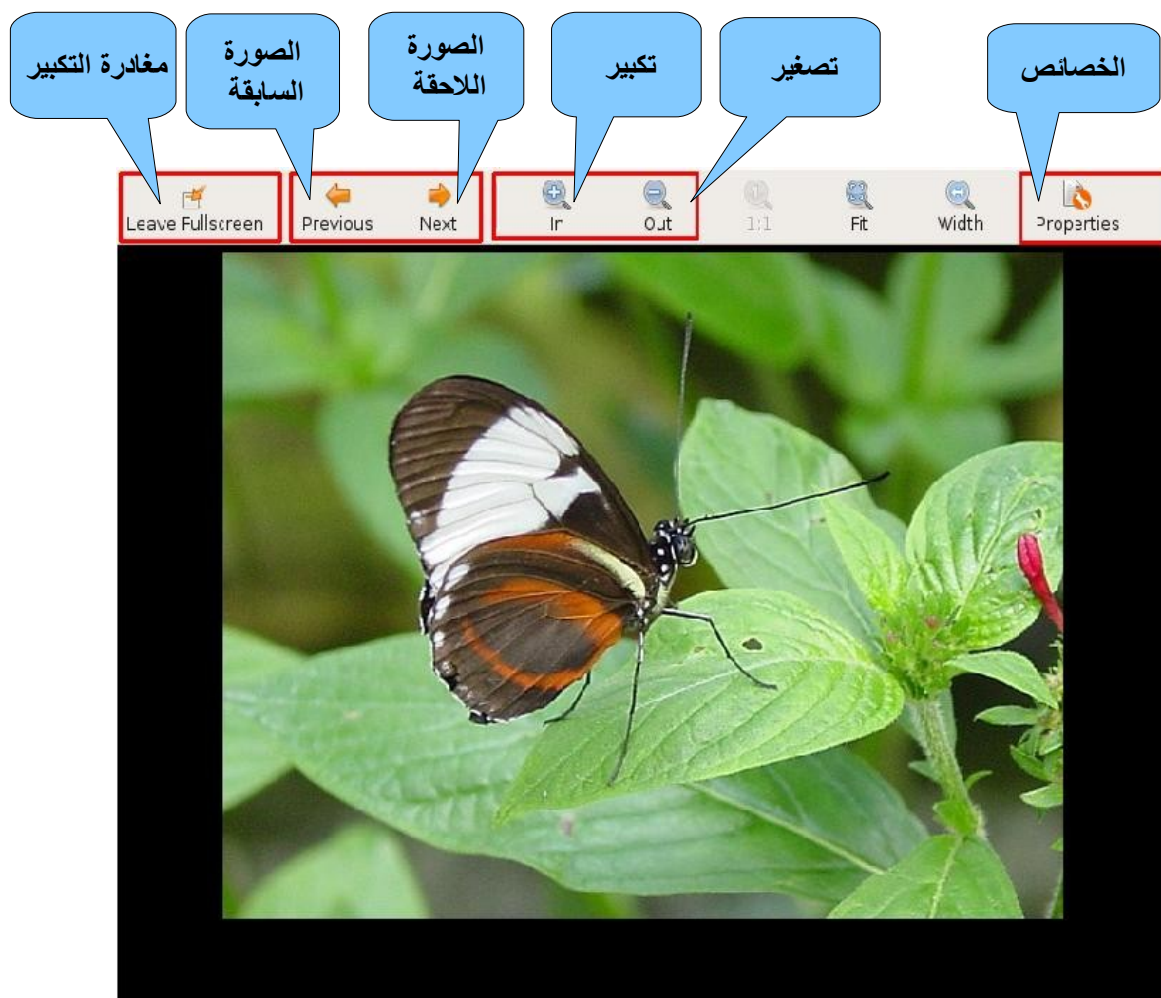 مغادرة التكبير
الصورة
السابقة
الصورة
اللاحقة
تكبير
تصغير
الخصائص
Leave Fullscreen
Previous
Next
In
Out
1:1
Fit
Width
Properties